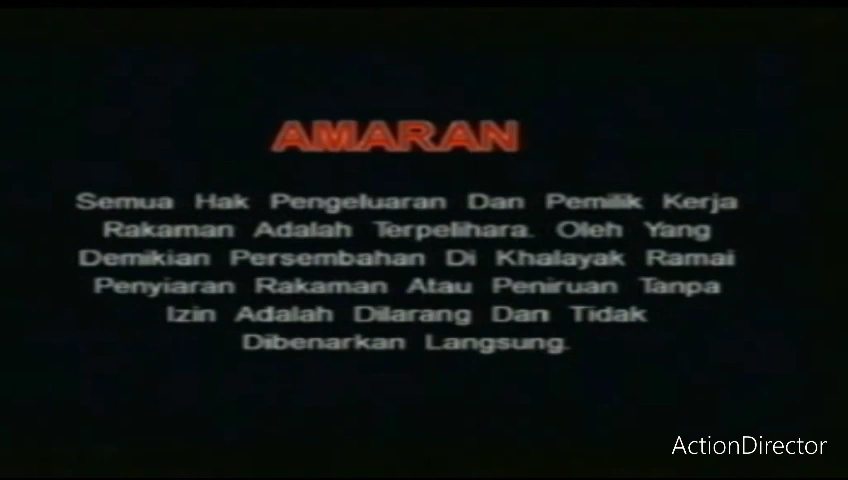 AMARAN
Semua Hak Pengeluaran Dan Pemilik Kerja
Rakaman Adalah Terpelihara. Oleh Yang
Demikian Persembahan Di Khalayak Ramai
Penyiaran Rakaman Atau Peniruan Tanpa
Izin Adalah Dilarang Dan Tidak
Dibenarkan Langsung.
ActionDirector